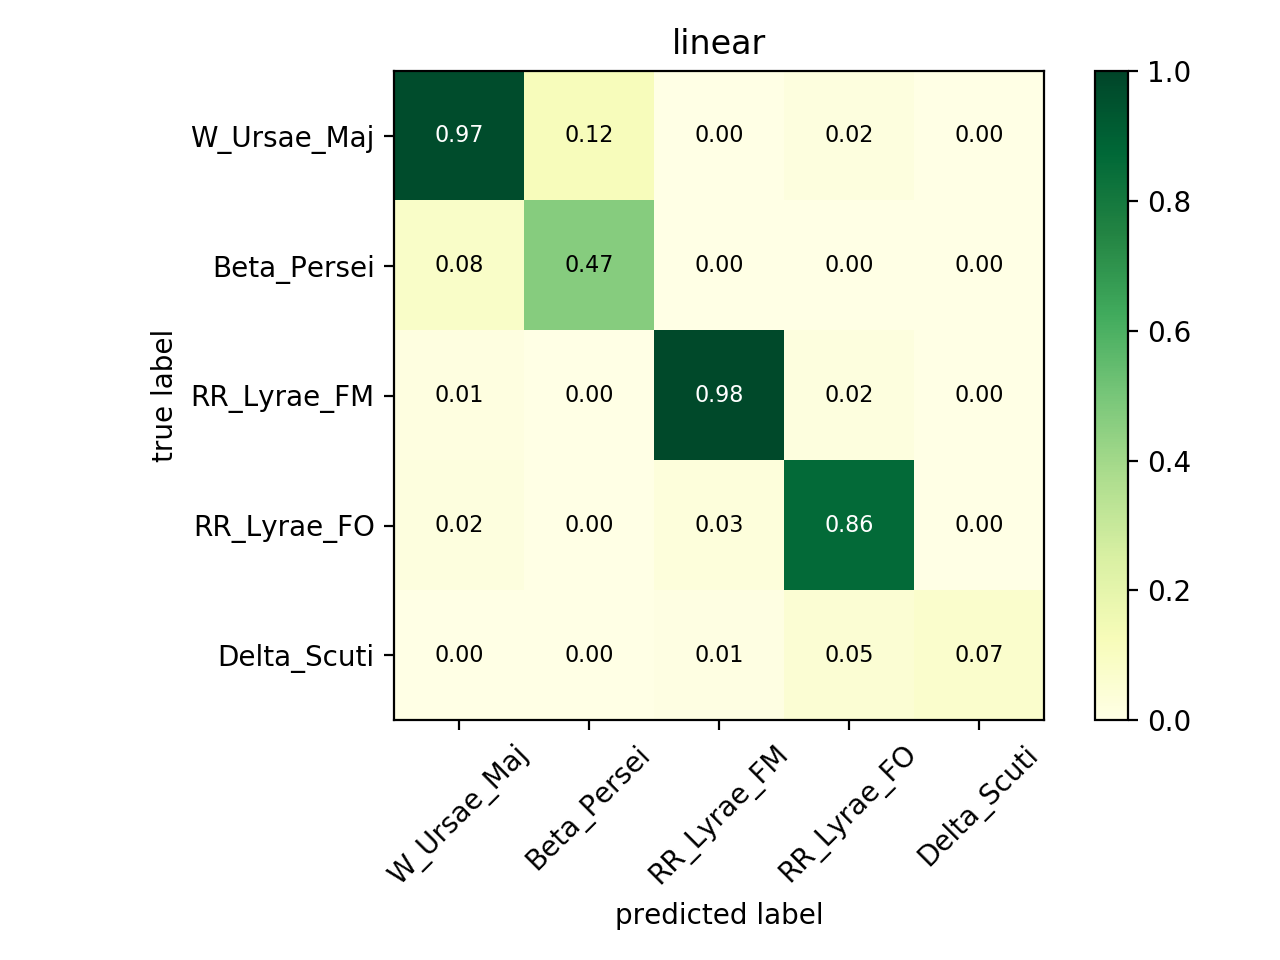 linear
W_Ursae_Maj 0.97 0.12 0.00 0.02 0.00
Beta_Persei 0.08 0.47 0.00 0.00 0.00
RR_Lyrae_FM 0.01 0.00 0.98 0.02 0.00
RR_Lyrae_FO 0.02 0.00 0.03 0.86 0.00
Delta_Scuti 0.00 0.00 0.01 0.05 0.07
true label
W_Ursae_Maj Beta_Persei RR_Lyrae_FM RR_Lyrae_FO Delta_Scuti
predicted label
1.0
0.8
0.6
0.4
0.2
0.0